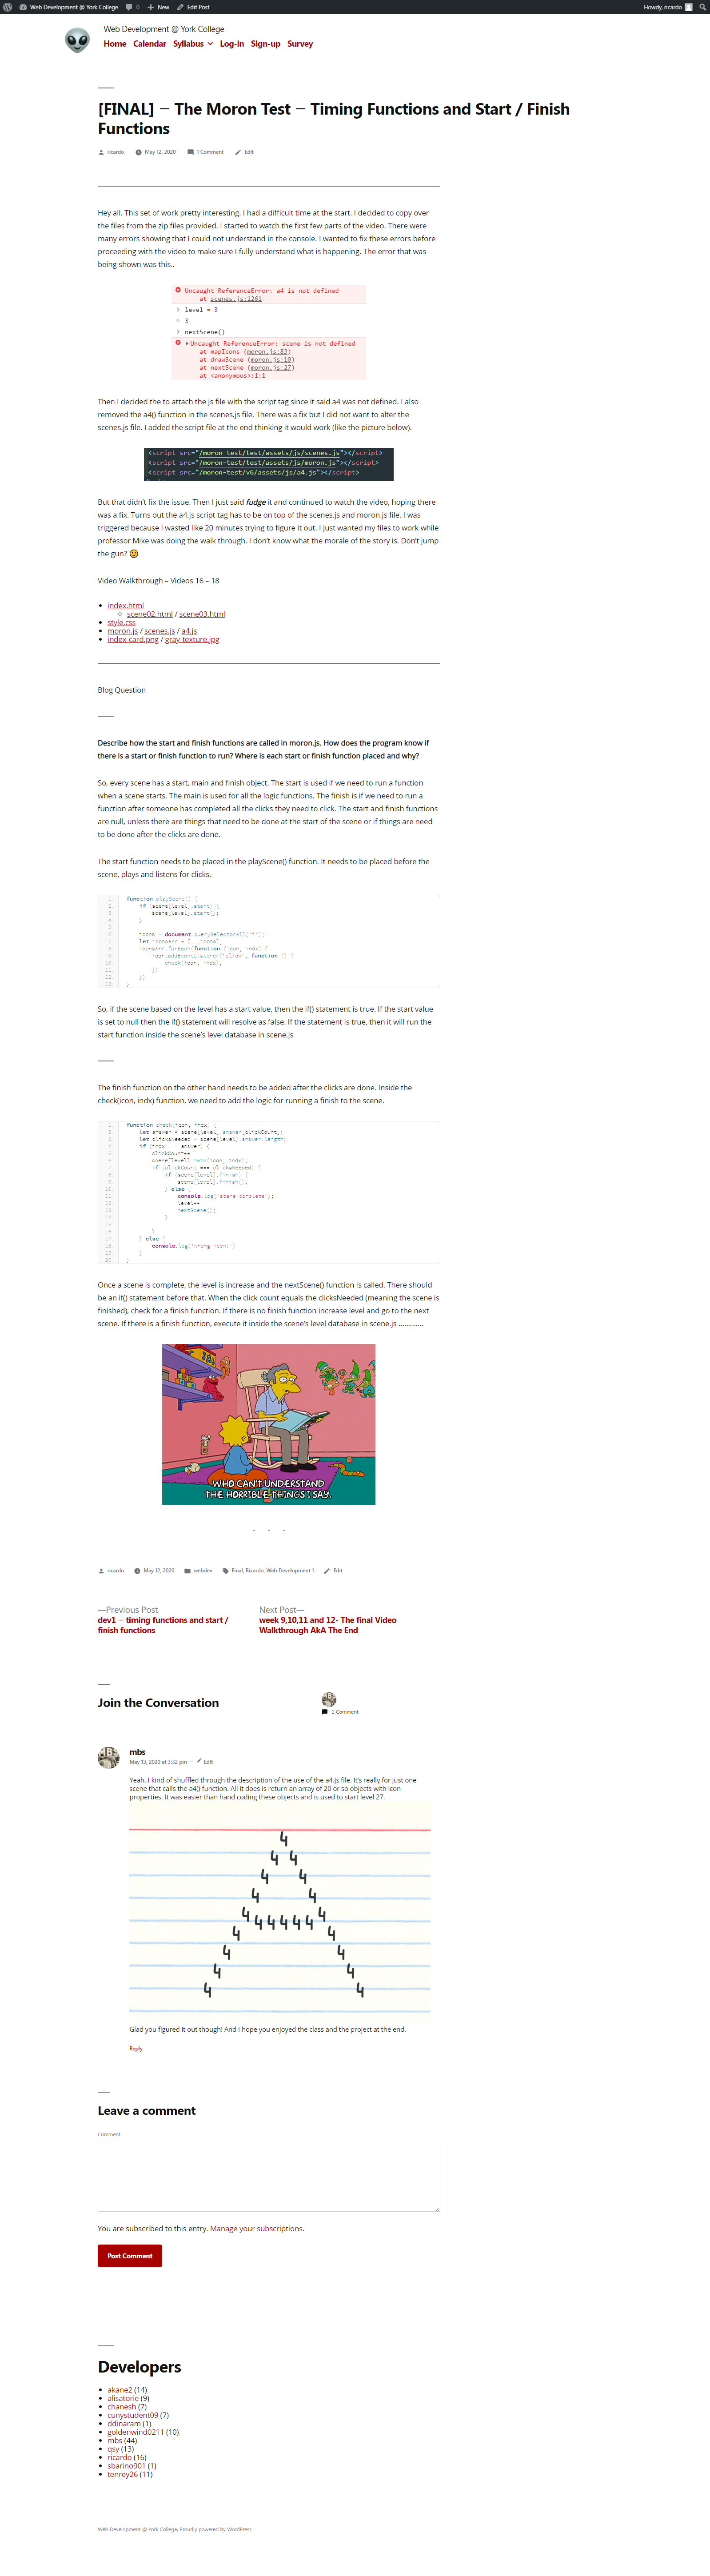 Web Development @ York College 0 New Edit Post Howdy, ricardo
Web Development @ York College
Home Calendar Syllabus Log-in Sign-up Survey
[FINAL] – The Moron Test – Timing Functions and Start / Finish
Functions
ricardo May 12, 2020 1 Comment Edit
Hey all. This set of work pretty interesting. I had a difficult time at the start. I decided to copy over
the files from the zip files provided. I started to watch the first few parts of the video. There were
many errors showing that I could not understand in the console. I wanted to fix these errors before
proceeding with the video to make sure I fully understand what is happening. The error that was
being shown was this..
Uncaught ReferenceError: a4 is not defined
at scenes.js:1261
level = 3
3
nextScene()
Uncaught ReferenceError: scene is not defined
at mapIcons (moron.js:83)
at drawScene (moron.js:10)
at nextScene (moron.js:27)
at <anonymous>:1:1
Then I decided the to attach the js file with the script tag since it said a4 was not defined. I also
removed the a4() function in the scenes.js file. There was a fix but I did not want to alter the
scenes.js file. I added the script file at the end thinking it would work (like the picture below).
<script src="/moron-test/test/assets/js/scenes.js"></script>
<script src="/moron-test/test/assets/js/moron.js"></script>
<script src="/moron-test/v6/assets/js/a4.js"></script>
But that didn't fix the issue. Then I just said fudge it and continued to watch the video, hoping there
was a fix. Turns out the a4.js script tag has to be on top of the scenes.js and moron.js file. I was
triggered because I wasted like 20 minutes trying to figure it out. I just wanted my files to work while
professor Mike was doing the walk through. I don't know what the morale of the story is. Don't jump
the gun?
Video Walkthrough – Videos 16 – 18
index.html
scene02.html / scene03.html
style.css
moron.js / scenes.js / a4.js
index-card.png / gray-texture.jpg
Blog Question
Describe how the start and finish functions are called in moron.js. How does the program know if
there is a start or finish function to run? Where is each start or finish function placed and why?
So, every scene has a start, main and finish object. The start is used if we need to run a function
when a scene starts. The main is used for all the logic functions. The finish is if we need to run a
function after someone has completed all the clicks they need to click. The start and finish functions
are null, unless there are things that need to be done at the start of the scene or if things are need
to be done after the clicks are done.
The start function needs to be placed in the playScene() function. It needs to be placed before the
scene, plays and listens for clicks.
1. function playScene() {
2. if (scene[level].start) {
3. scene[level].start();
4. }
5.
6. icons = document.querySelectorAll('i');
7. let iconsArr = [...icons];
8. iconsArr.forEach(function (icon, indx) {
9. icon.addEventListener('click', function () {
10. check(icon, indx);
11. })
12. })
13. }
So, if the scene based on the level has a start value, then the if() statement is true. If the start value
is set to null then the if() statement will resolve as false. If the statement is true, then it will run the
start function inside the scene's level database in scene.js
The finish function on the other hand needs to be added after the clicks are done. Inside the
check(icon, indx) function, we need to add the logic for running a finish to the scene.
1. function check(icon, indx) {
2. let answer = scene[level].answer[clickCount];
3. let clicksNeeded = scene[level].answer.length;
4. if (indx === answer) {
5. clickCount++
6. scene[level].main(icon, indx);
7. if (clickCount === clicksNeeded) {
8. if (scene[level].finish) {
9. scene[level].finish();
10. } else {
11. console.log('scene complete');
12. level++
13. nextScene();
14. }
15.
16. }
17. } else {
18. console.log('wrong icon!')
19. }
20. }
Once a scene is complete, the level is increase and the nextScene() function is called. There should
be an if() statement before that. When the click count equals the clicksNeeded (meaning the scene is
finished), check for a finish function. If there is no finish function increase level and go to the next
scene. If there is a finish function, execute it inside the scene's level database in scene.js .............
WHO CAN'T UNDERSTAND
THE HORRIBLE THINGS I SAY.
ricardo May 12, 2020 webdev Final, Rixardo, Web Development 1 Edit
—Previous Post
dev1 – timing functions and start /
finish functions
Next Post—
week 9,10,11 and 12- The final Video
Walkthrough AkA The End
Join the Conversation
1 Comment
mbs
May 13, 2020 at 3:32 pm – Edit
Yeah. I kind of shuffled through the description of the use of the a4.js file. It's really for just one
scene that calls the a4() function. All it does is return an array of 20 or so objects with icon
properties. It was easier than hand coding these objects and is used to start level 27.
4
4 4
4 4
4 4
4 4 4 4 4 4 4
4 4
4 4
4 4
4 4
Glad you figured it out though! And I hope you enjoyed the class and the project at the end.
Reply
Leave a comment
Comment
You are subscribed to this entry. Manage your subscriptions.
Post Comment
Developers
akane2 (14)
alisatorie (9)
chanesh (7)
cunystudent09 (7)
ddinaram (1)
goldenwind0211 (10)
mbs (44)
qsy (13)
ricardo (16)
sbarino901 (1)
tenrey26 (11)
Web Development @ York College. Proudly powered by WordPress